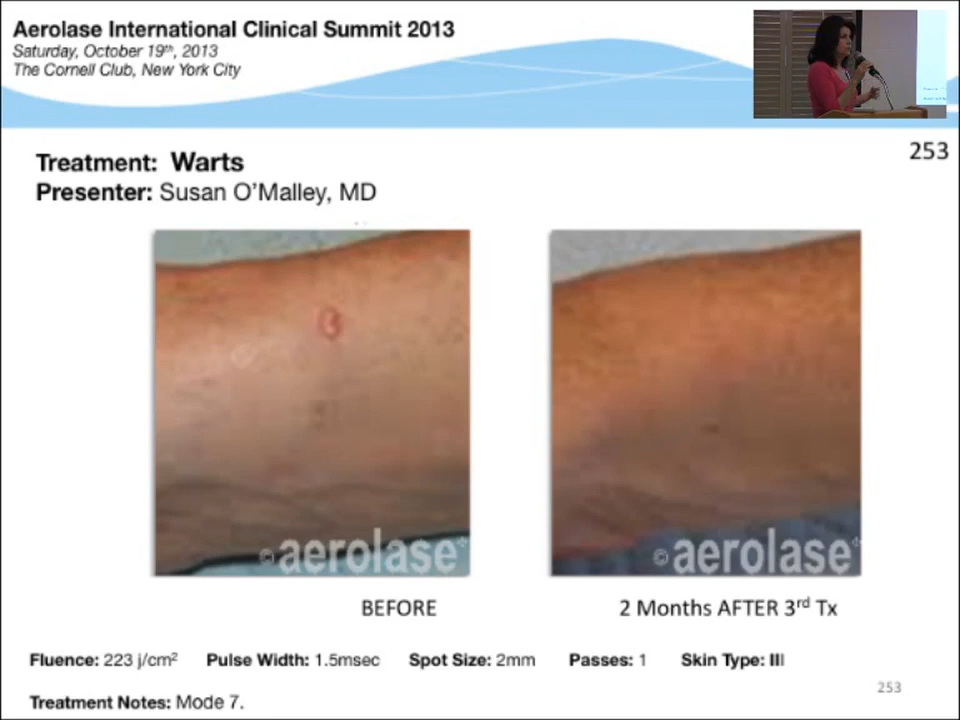 Aerolase International Clinical Summit 2013
Saturday, October 19th, 2013
The Cornell Club, New York City
253
Treatment: Warts
Presenter: Susan O'Malley, MD
©aerolase
©aerolase
BEFORE
2 Months AFTER 3rd Tx
Fluence: 223 j/cm² Pulse Width: 1.5msec Spot Size: 2mm Passes: 1 Skin Type: III
253
Treatment Notes: Mode 7.